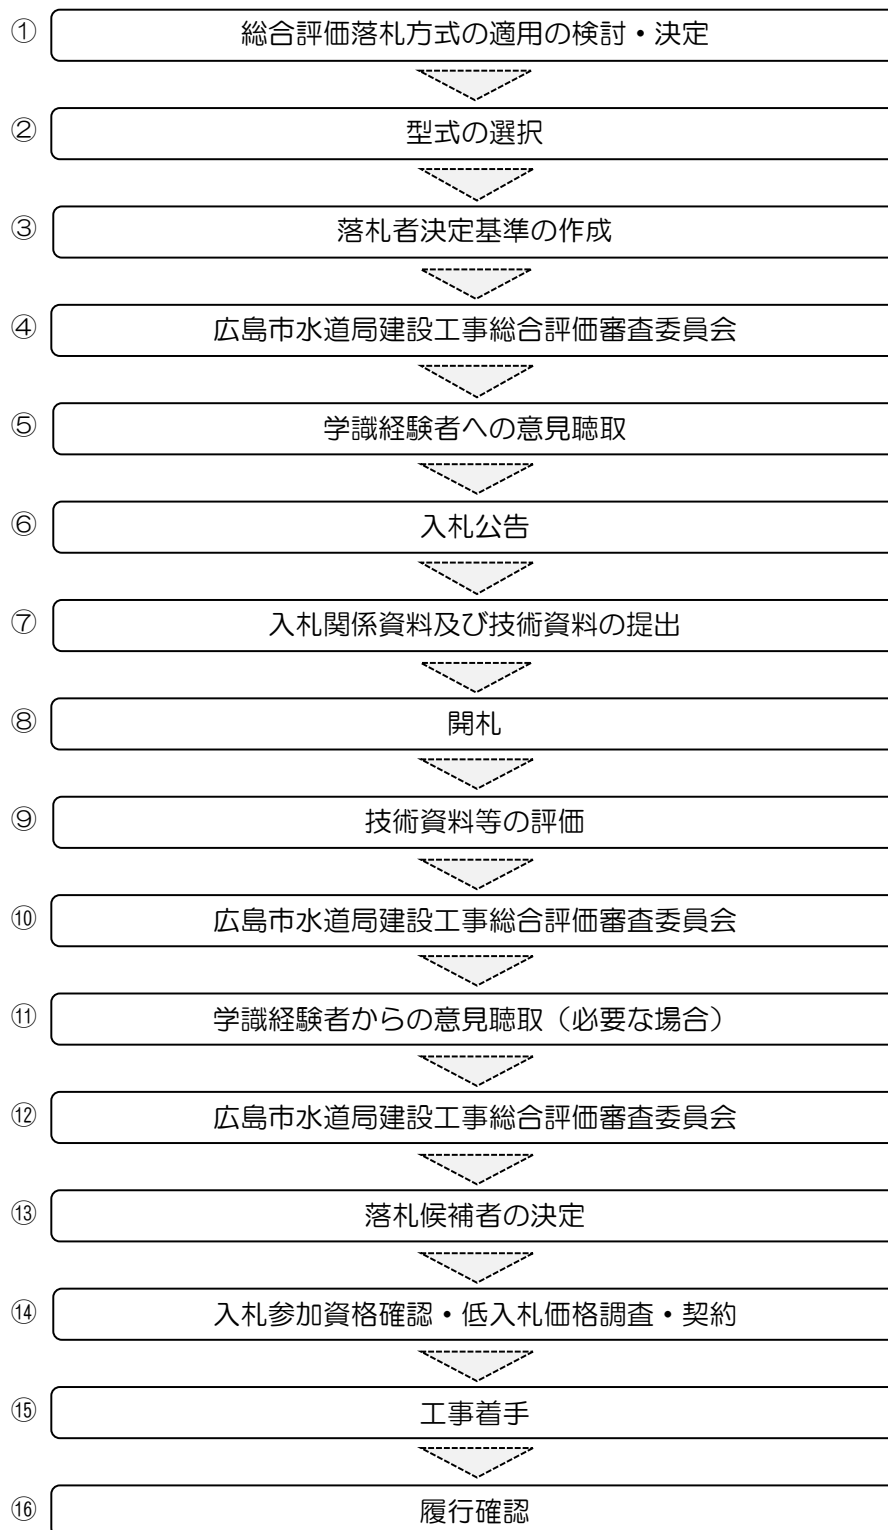 ① 総合評価落札方式の適用の検討・決定
② 型式の選択
③ 落札者決定基準の作成
④ 広島市水道局建設工事総合評価審査委員会
⑤ 学識経験者への意見聴取
⑥ 入札公告
⑦ 入札関係資料及び技術資料の提出
⑧ 開札
⑨ 技術資料等の評価
⑩ 広島市水道局建設工事総合評価審査委員会
⑪ 学識経験者からの意見聴取（必要な場合）
⑫ 広島市水道局建設工事総合評価審査委員会
⑬ 落札候補者の決定
⑭ 入札参加資格確認・低入札価格調査・契約
⑮ 工事着手
⑯ 履行確認